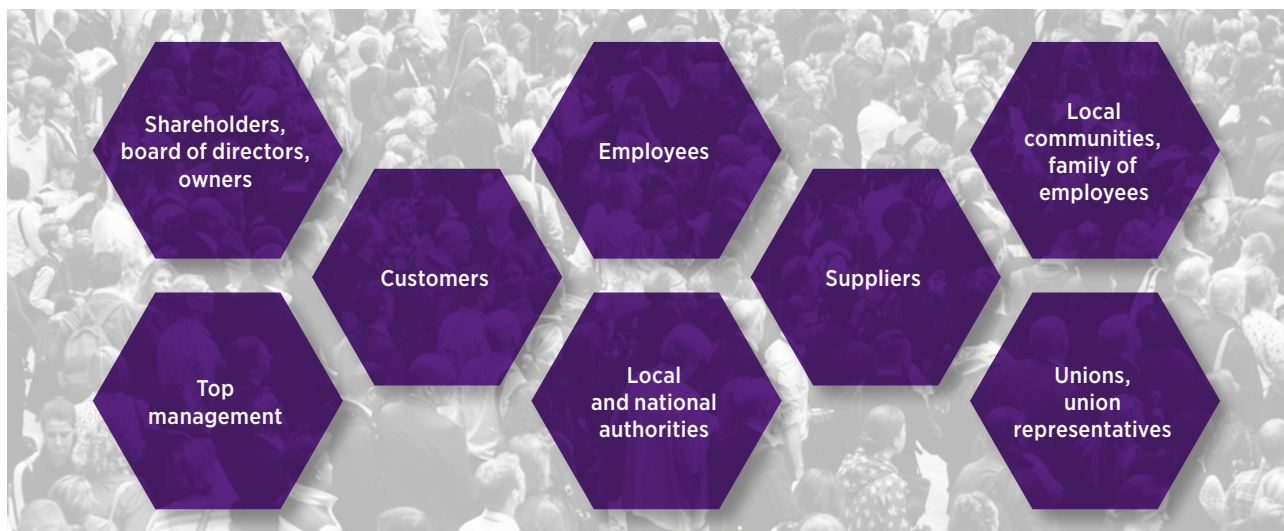 Shareholders,
board of directors,
owners
Employees
Local
communities,
family of
employees
Customers
Suppliers
Top
management
Local
and national
authorities
Unions,
union
representatives